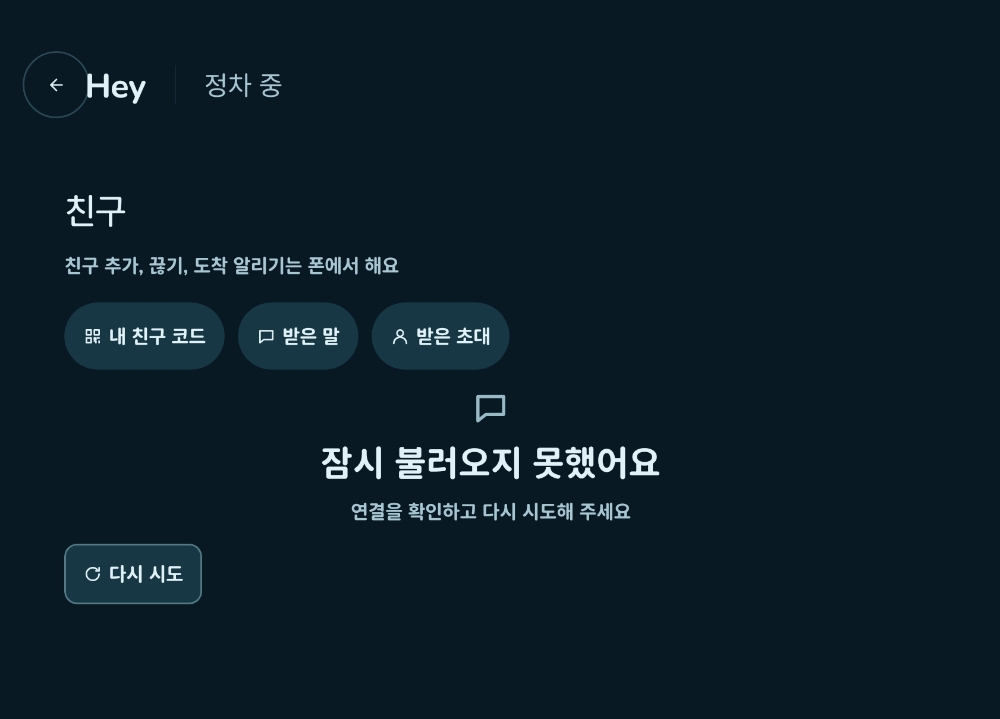 Hey 정차 중
친구
친구 추가, 끊기, 도착 알리기는 폰에서 해요
내 친구 코드 받은 말 받은 초대
잠시 불러오지 못했어요
연결을 확인하고 다시 시도해 주세요
다시 시도